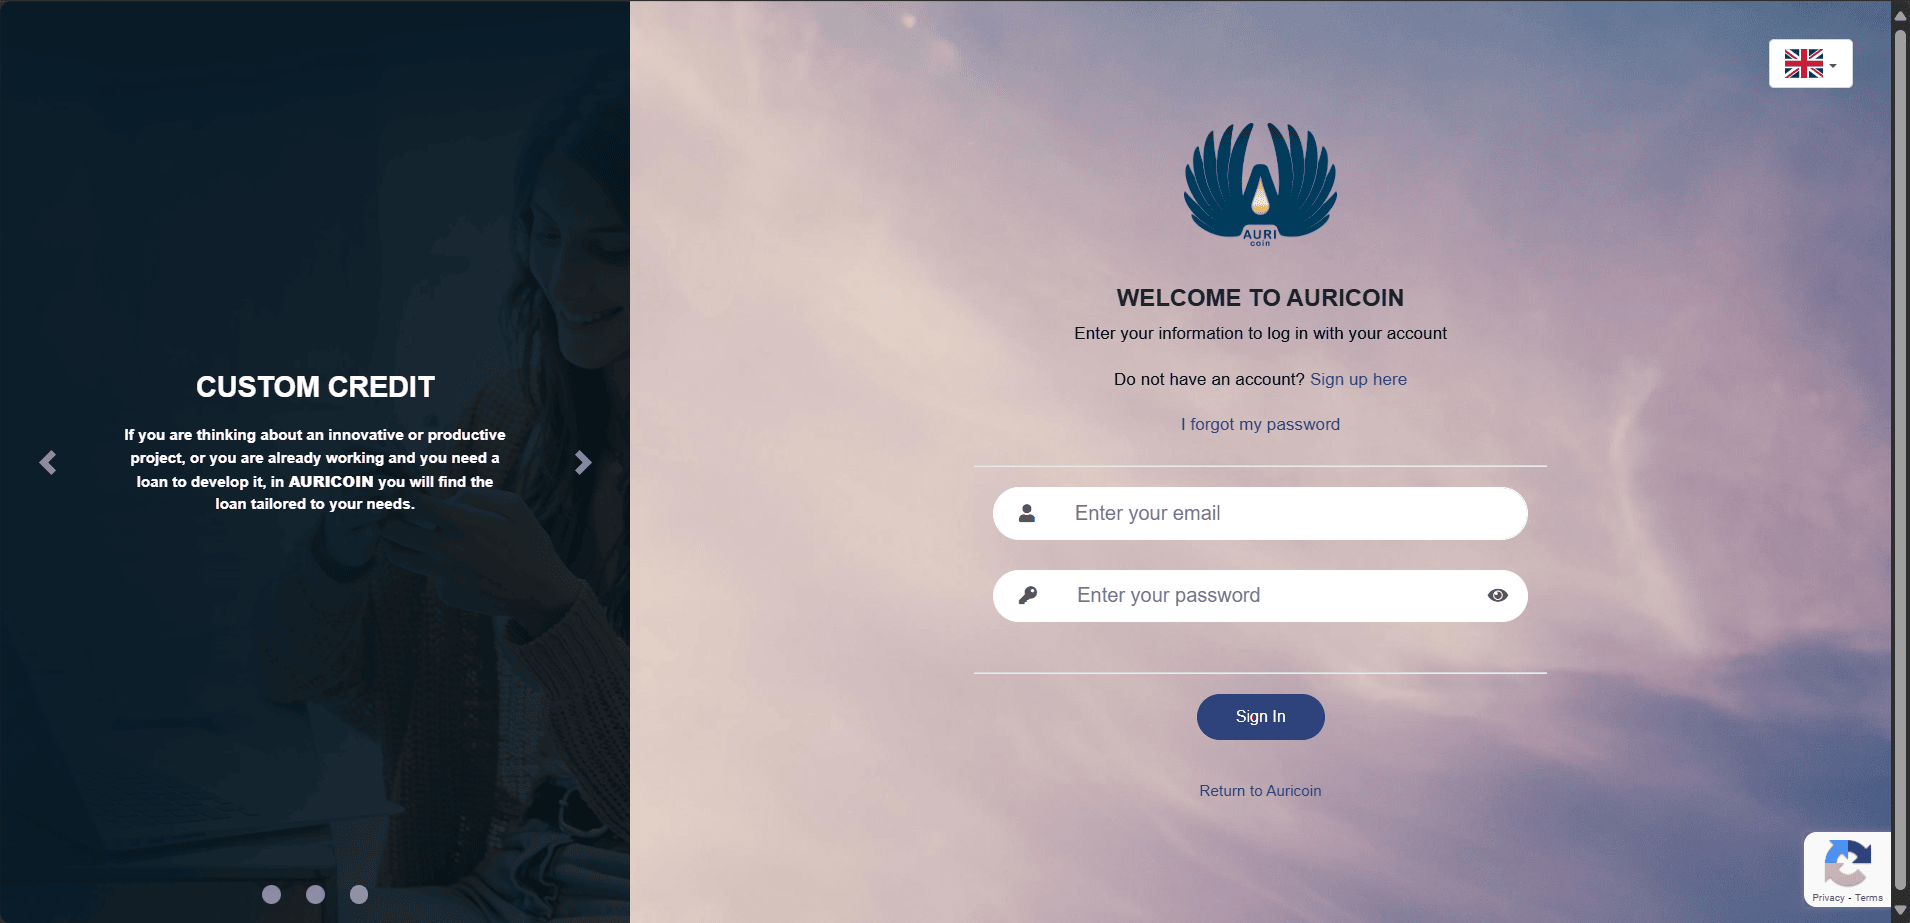 CUSTOM CREDIT
If you are thinking about an innovative or productive
project, or you are already working and you need a
loan to develop it, in AURICOIN you will find the
loan tailored to your needs.
AURI
coin
WELCOME TO AURICOIN
Enter your information to log in with your account
Do not have an account? Sign up here
I forgot my password
Enter your email
Enter your password
Sign In
Return to Auricoin
Privacy - Terms